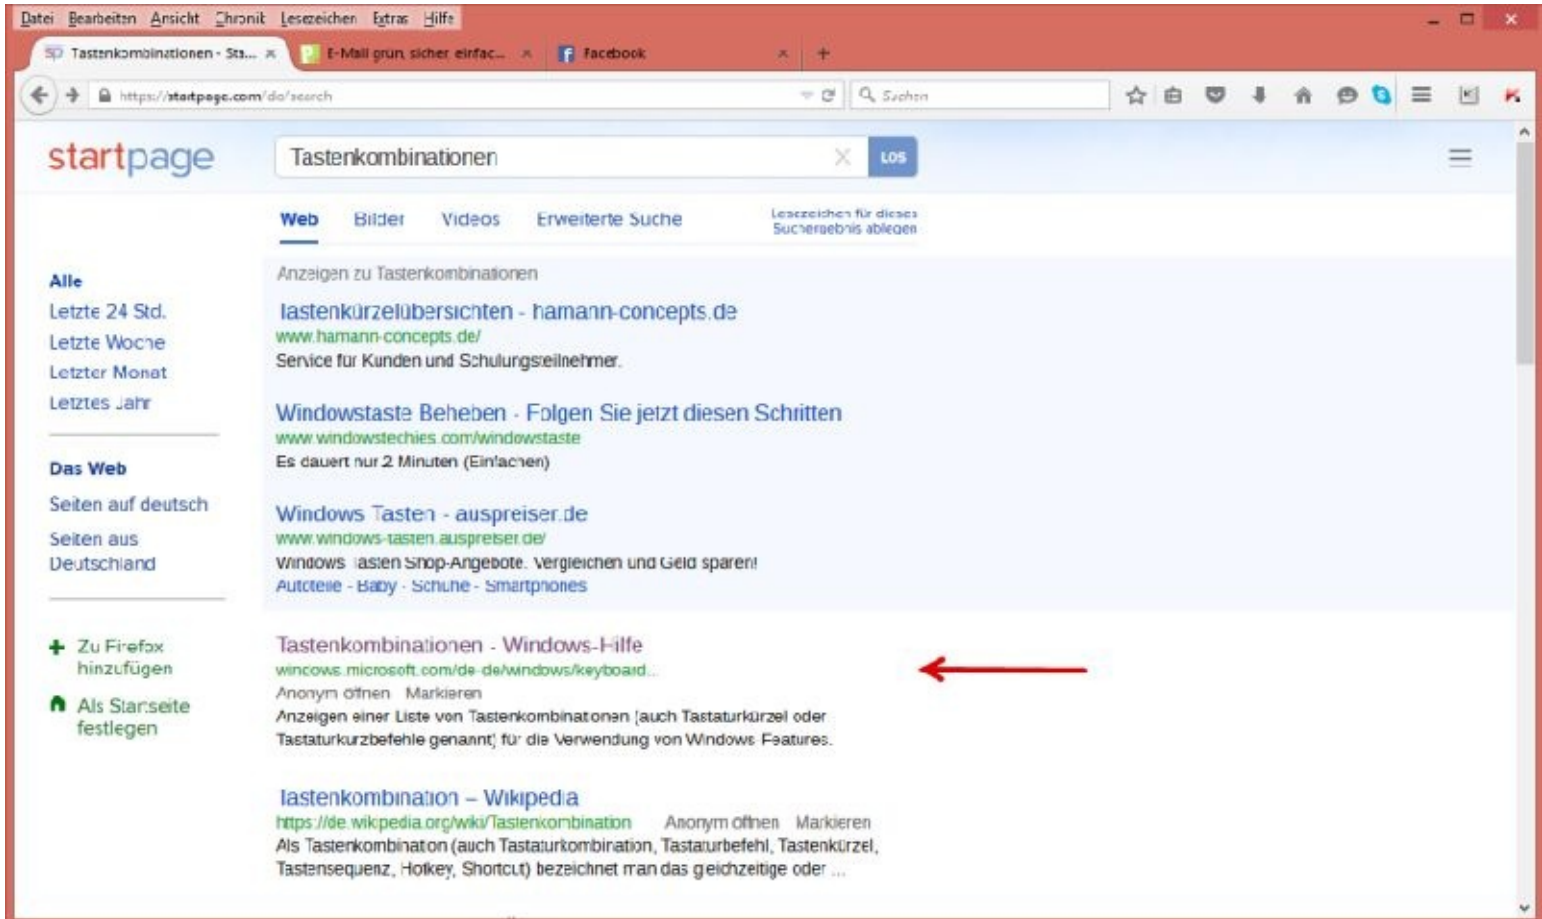 Datei Bearbeiten Ansicht Chronik Lesezeichen Extras Hilfe
Tastenkombinationen - Sta... E-Mail grün, sicher, einfac... Facebook
https://startpage.com/do/search Suchen
startpage Tastenkombinationen LOS
Web Bilder Videos Erweiterte Suche
Lesezeichen für dieses
Suchergebnis ablegen
Alle
Letzte 24 Std.
Letzte Woche
Letzter Monat
Letztes Jahr
Das Web
Seiten auf deutsch
Seiten aus
Deutschland
Zu Firefox
hinzufügen
Als Startseite
festlegen
Anzeigen zu Tastenkombinationen
Tastenkürzelübersichten - hamann-concepts.de
www.hamann-concepts.de/
Service für Kunden und Schulungsteilnehmer.
Windowstaste Beheben - Folgen Sie jetzt diesen Schritten
www.windowstechies.com/windowstaste
Es dauert nur 2 Minuten (Einfachen)
Windows Tasten - auspreiser.de
www.windows-tasten.auspreiser.de/
Windows Tasten Shop-Angebote. Vergleichen und Geld sparen!
Autoteile - Baby - Schuhe - Smartphones
Tastenkombinationen - Windows-Hilfe
windows.microsoft.com/de-de/windows/keyboard...
Anonym öffnen Markieren
Anzeigen einer Liste von Tastenkombinationen (auch Tastaturkürzel oder
Tastaturkurzbefehle genannt) für die Verwendung von Windows-Features.
Tastenkombination – Wikipedia
https://de.wikipedia.org/wiki/Tastenkombination Anonym öffnen Markieren
Als Tastenkombination (auch Tastaturkombination, Tastaturbefehl, Tastenkürzel,
Tastensequenz, Hotkey, Shortcut) bezeichnet man das gleichzeitige oder ...